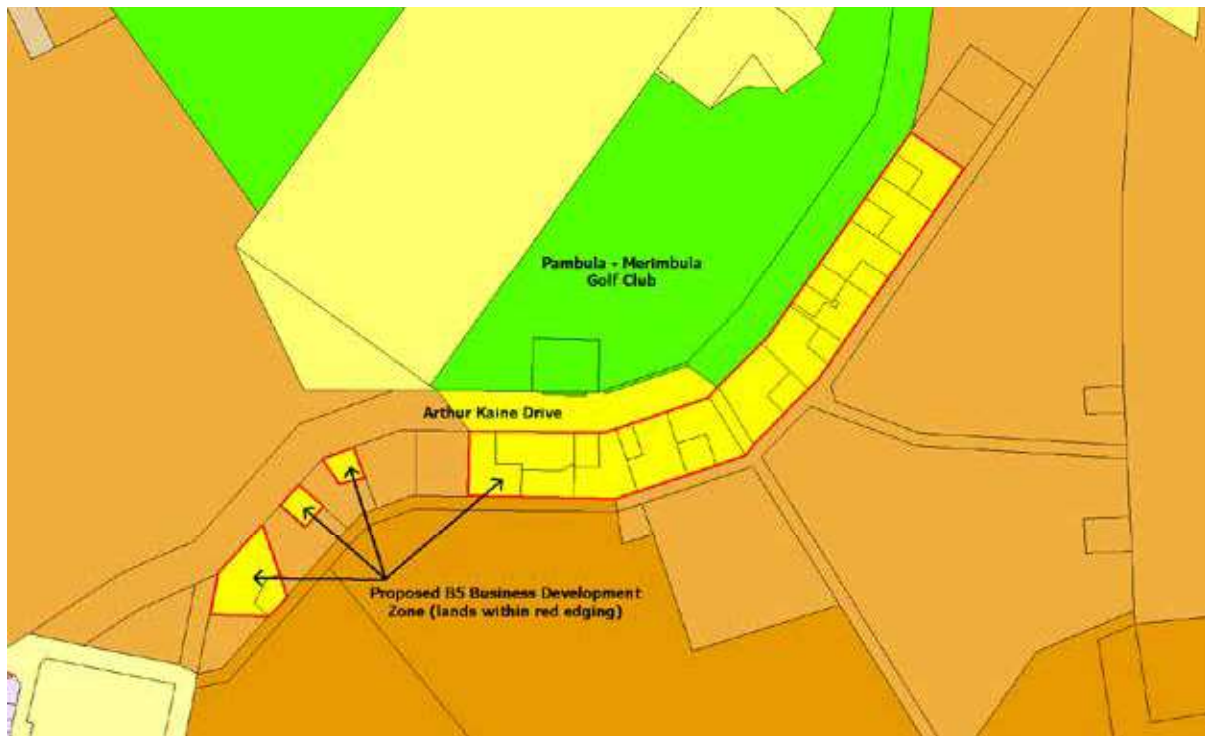 Pambula - Merimbula
Golf Club
Arthur Kaine Drive
Proposed B5 Business Development
Zone (lands within red edging)